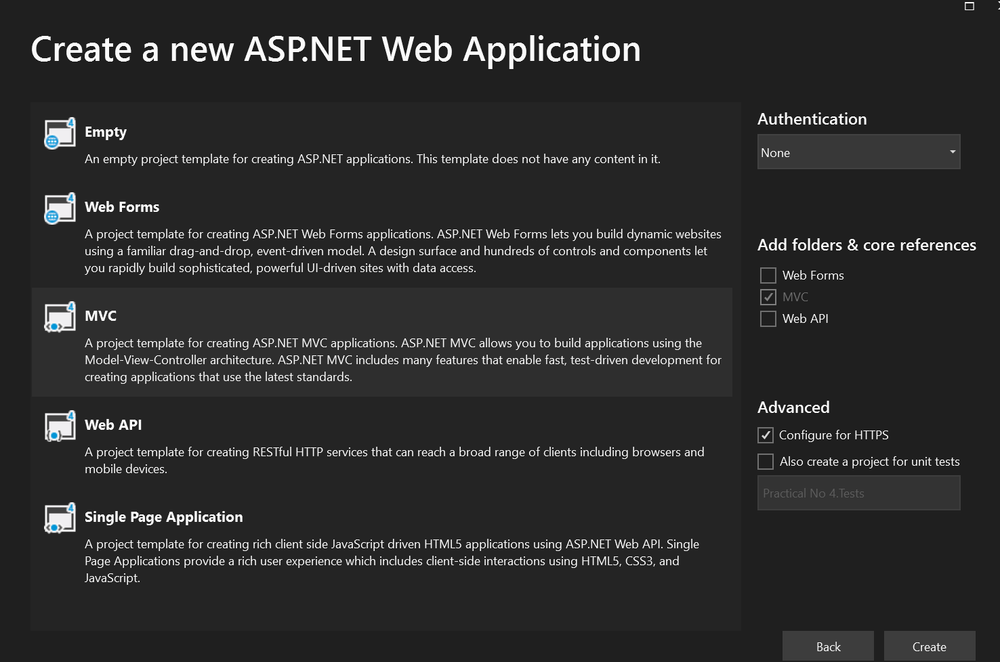 Create a new ASP.NET Web Application
4
Empty
An empty project template for creating ASP.NET applications. This template does not have any content in it.
4
Web Forms
A project template for creating ASP.NET Web Forms applications. ASP.NET Web Forms lets you build dynamic websites
using a familiar drag-and-drop, event-driven model. A design surface and hundreds of controls and components let
you rapidly build sophisticated, powerful UI-driven sites with data access.
4
MVC
A project template for creating ASP.NET MVC applications. ASP.NET MVC allows you to build applications using the
Model-View-Controller architecture. ASP.NET MVC includes many features that enable fast, test-driven development for
creating applications that use the latest standards.
4
Web API
A project template for creating RESTful HTTP services that can reach a broad range of clients including browsers and
mobile devices.
4
Single Page Application
A project template for creating rich client side JavaScript driven HTML5 applications using ASP.NET Web API. Single
Page Applications provide a rich user experience which includes client-side interactions using HTML5, CSS3, and
JavaScript.
Authentication
None
Add folders & core references
Web Forms
MVC
Web API
Advanced
Configure for HTTPS
Also create a project for unit tests
Practical No 4.Tests
Back
Create